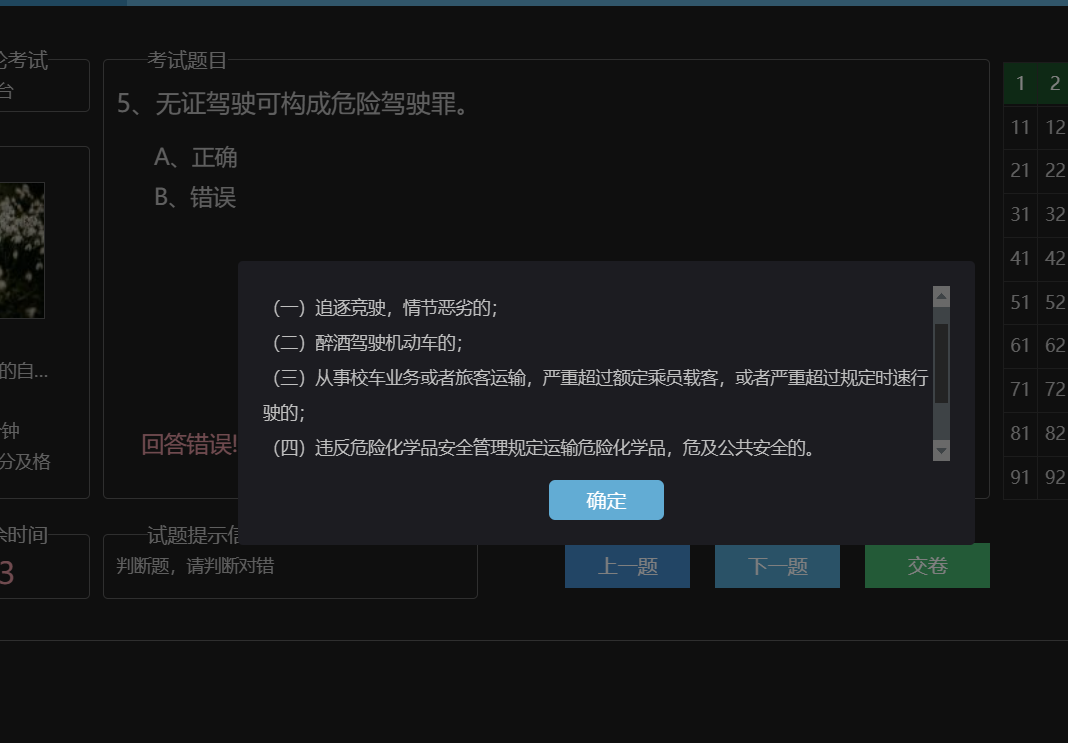 论考试
台
考试题目
5、无证驾驶可构成危险驾驶罪。
A、正确
B、错误
(一) 追逐竞驶，情节恶劣的；
(二) 醉酒驾驶机动车的；
(三) 从事校车业务或者旅客运输，严重超过额定乘员载客，或者严重超过规定时速行
驶的；
(四) 违反危险化学品安全管理规定运输危险化学品，危及公共安全的。
确定
回答错误!
的自...
钟
分及格
余时间
3
试题提示信
判断题，请判断对错
上一题
下一题
交卷
1 2
11 12
21 22
31 32
41 42
51 52
61 62
71 72
81 82
91 92